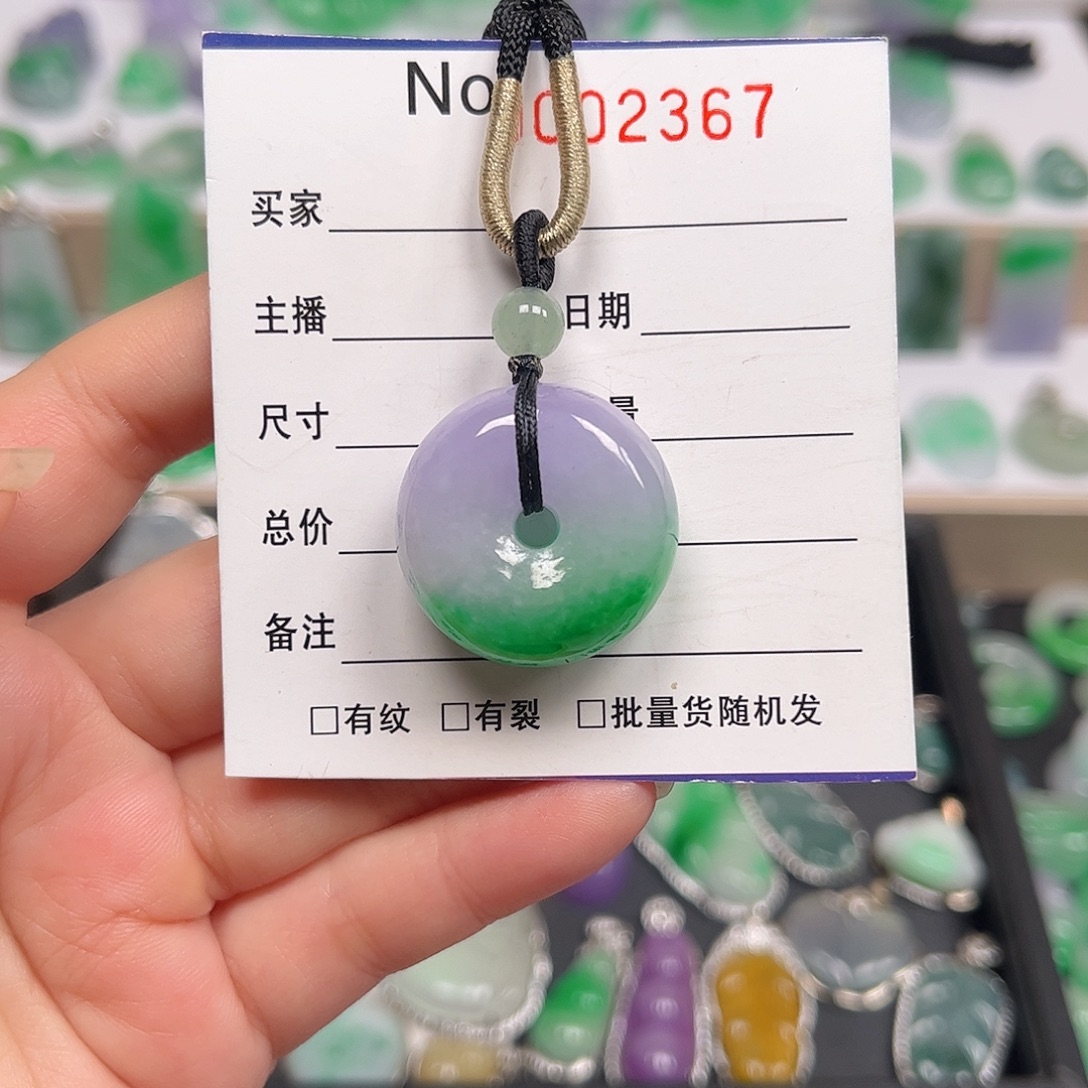 No 002367
买家
主播 日期
尺寸 量
总价
备注
□有纹 □有裂 □批量货随机发